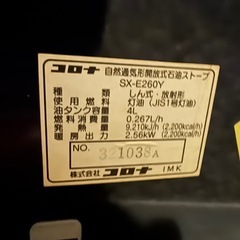 コロナ 自然通気形開放式石油ストーブ
SX-E260Y
種類 しん式・放射形
使用燃料 灯油 (JIS1号灯油)
油タンク容量 4L
燃料消費量 0.267L/h
発熱量 9,210kJ/h (2,200kcal/h)
暖房出力 2.56kW (2,200kcal/h)
NO. 321038A
株式会社 コロナ IMK